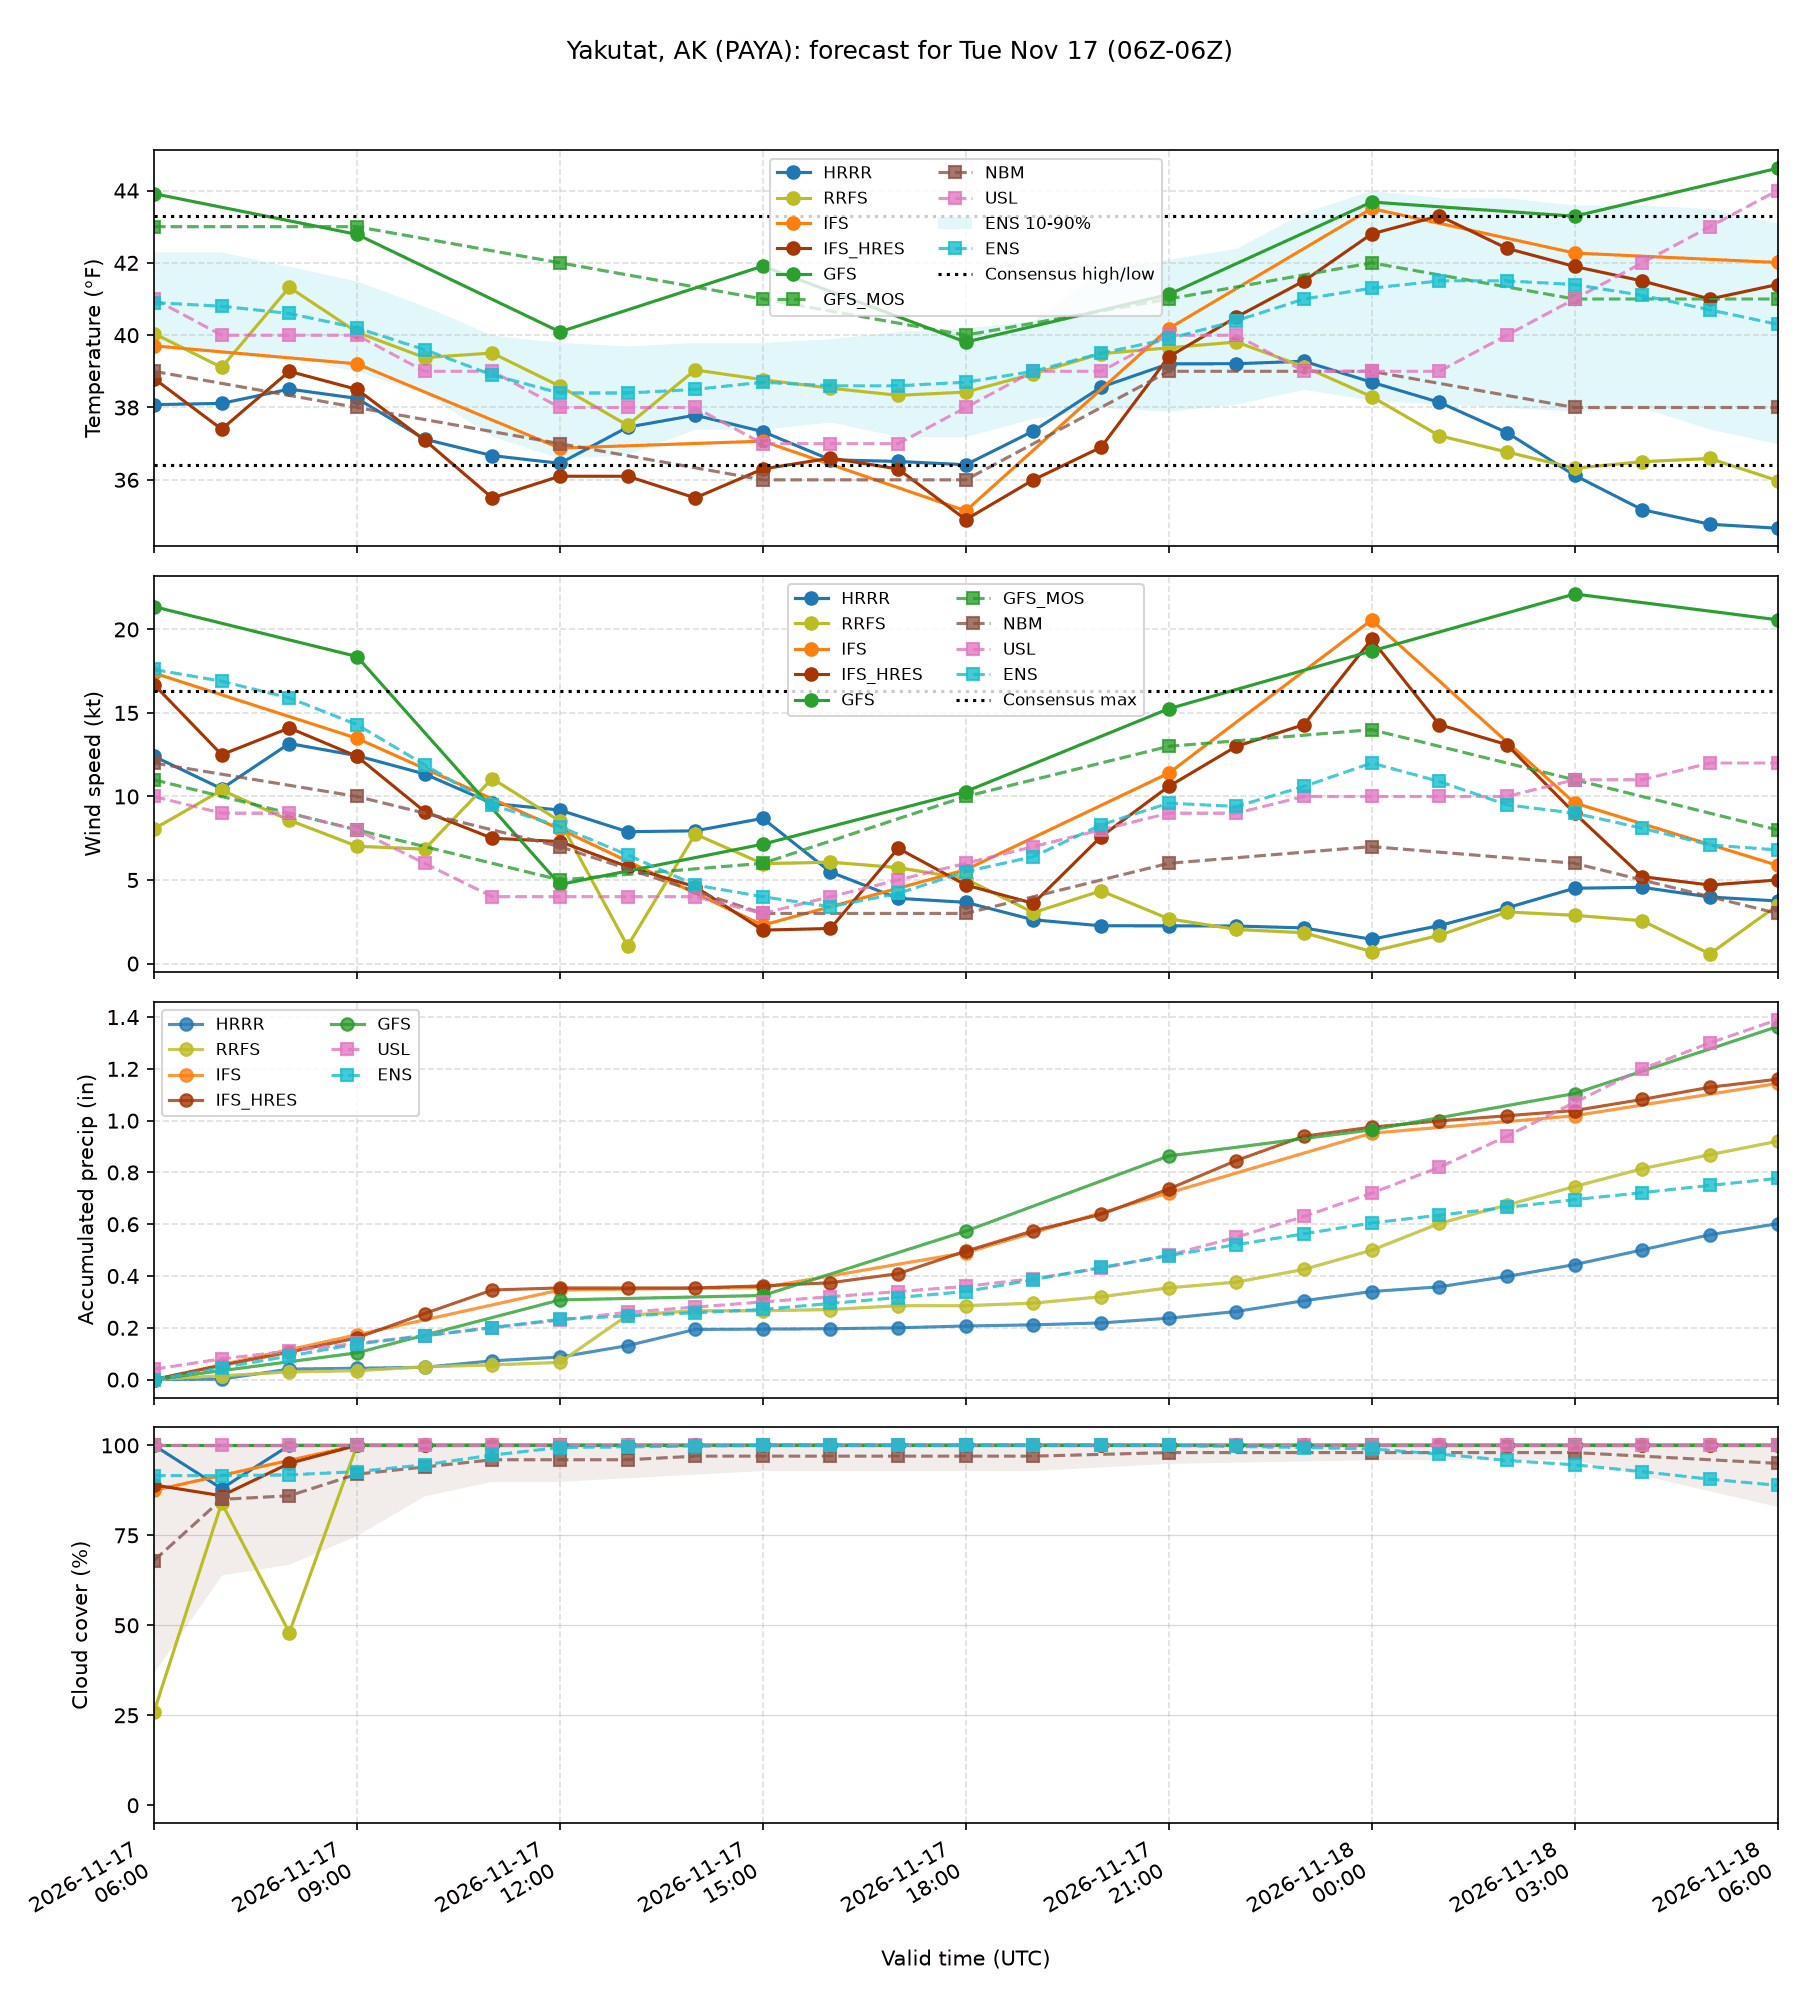 Yakutat, AK (PAYA): forecast for Tue Nov 17 (06Z-06Z)
Temperature (°F)
44
42
40
38
36
HRRR
RRFS
IFS
IFS_HRES
GFS
GFS_MOS
NBM
USL
ENS 10-90%
ENS
Consensus high/low
Wind speed (kt)
20
15
10
5
0
HRRR
RRFS
IFS
IFS_HRES
GFS
GFS_MOS
NBM
USL
ENS
Consensus max
Accumulated precip (in)
1.4
1.2
1.0
0.8
0.6
0.4
0.2
0.0
HRRR
RRFS
IFS
IFS_HRES
GFS
USL
ENS
Cloud cover (%)
100
75
50
25
0
2026-11-17
06:00
2026-11-17
09:00
2026-11-17
12:00
2026-11-17
15:00
2026-11-17
18:00
2026-11-17
21:00
2026-11-18
00:00
2026-11-18
03:00
2026-11-18
06:00
Valid time (UTC)